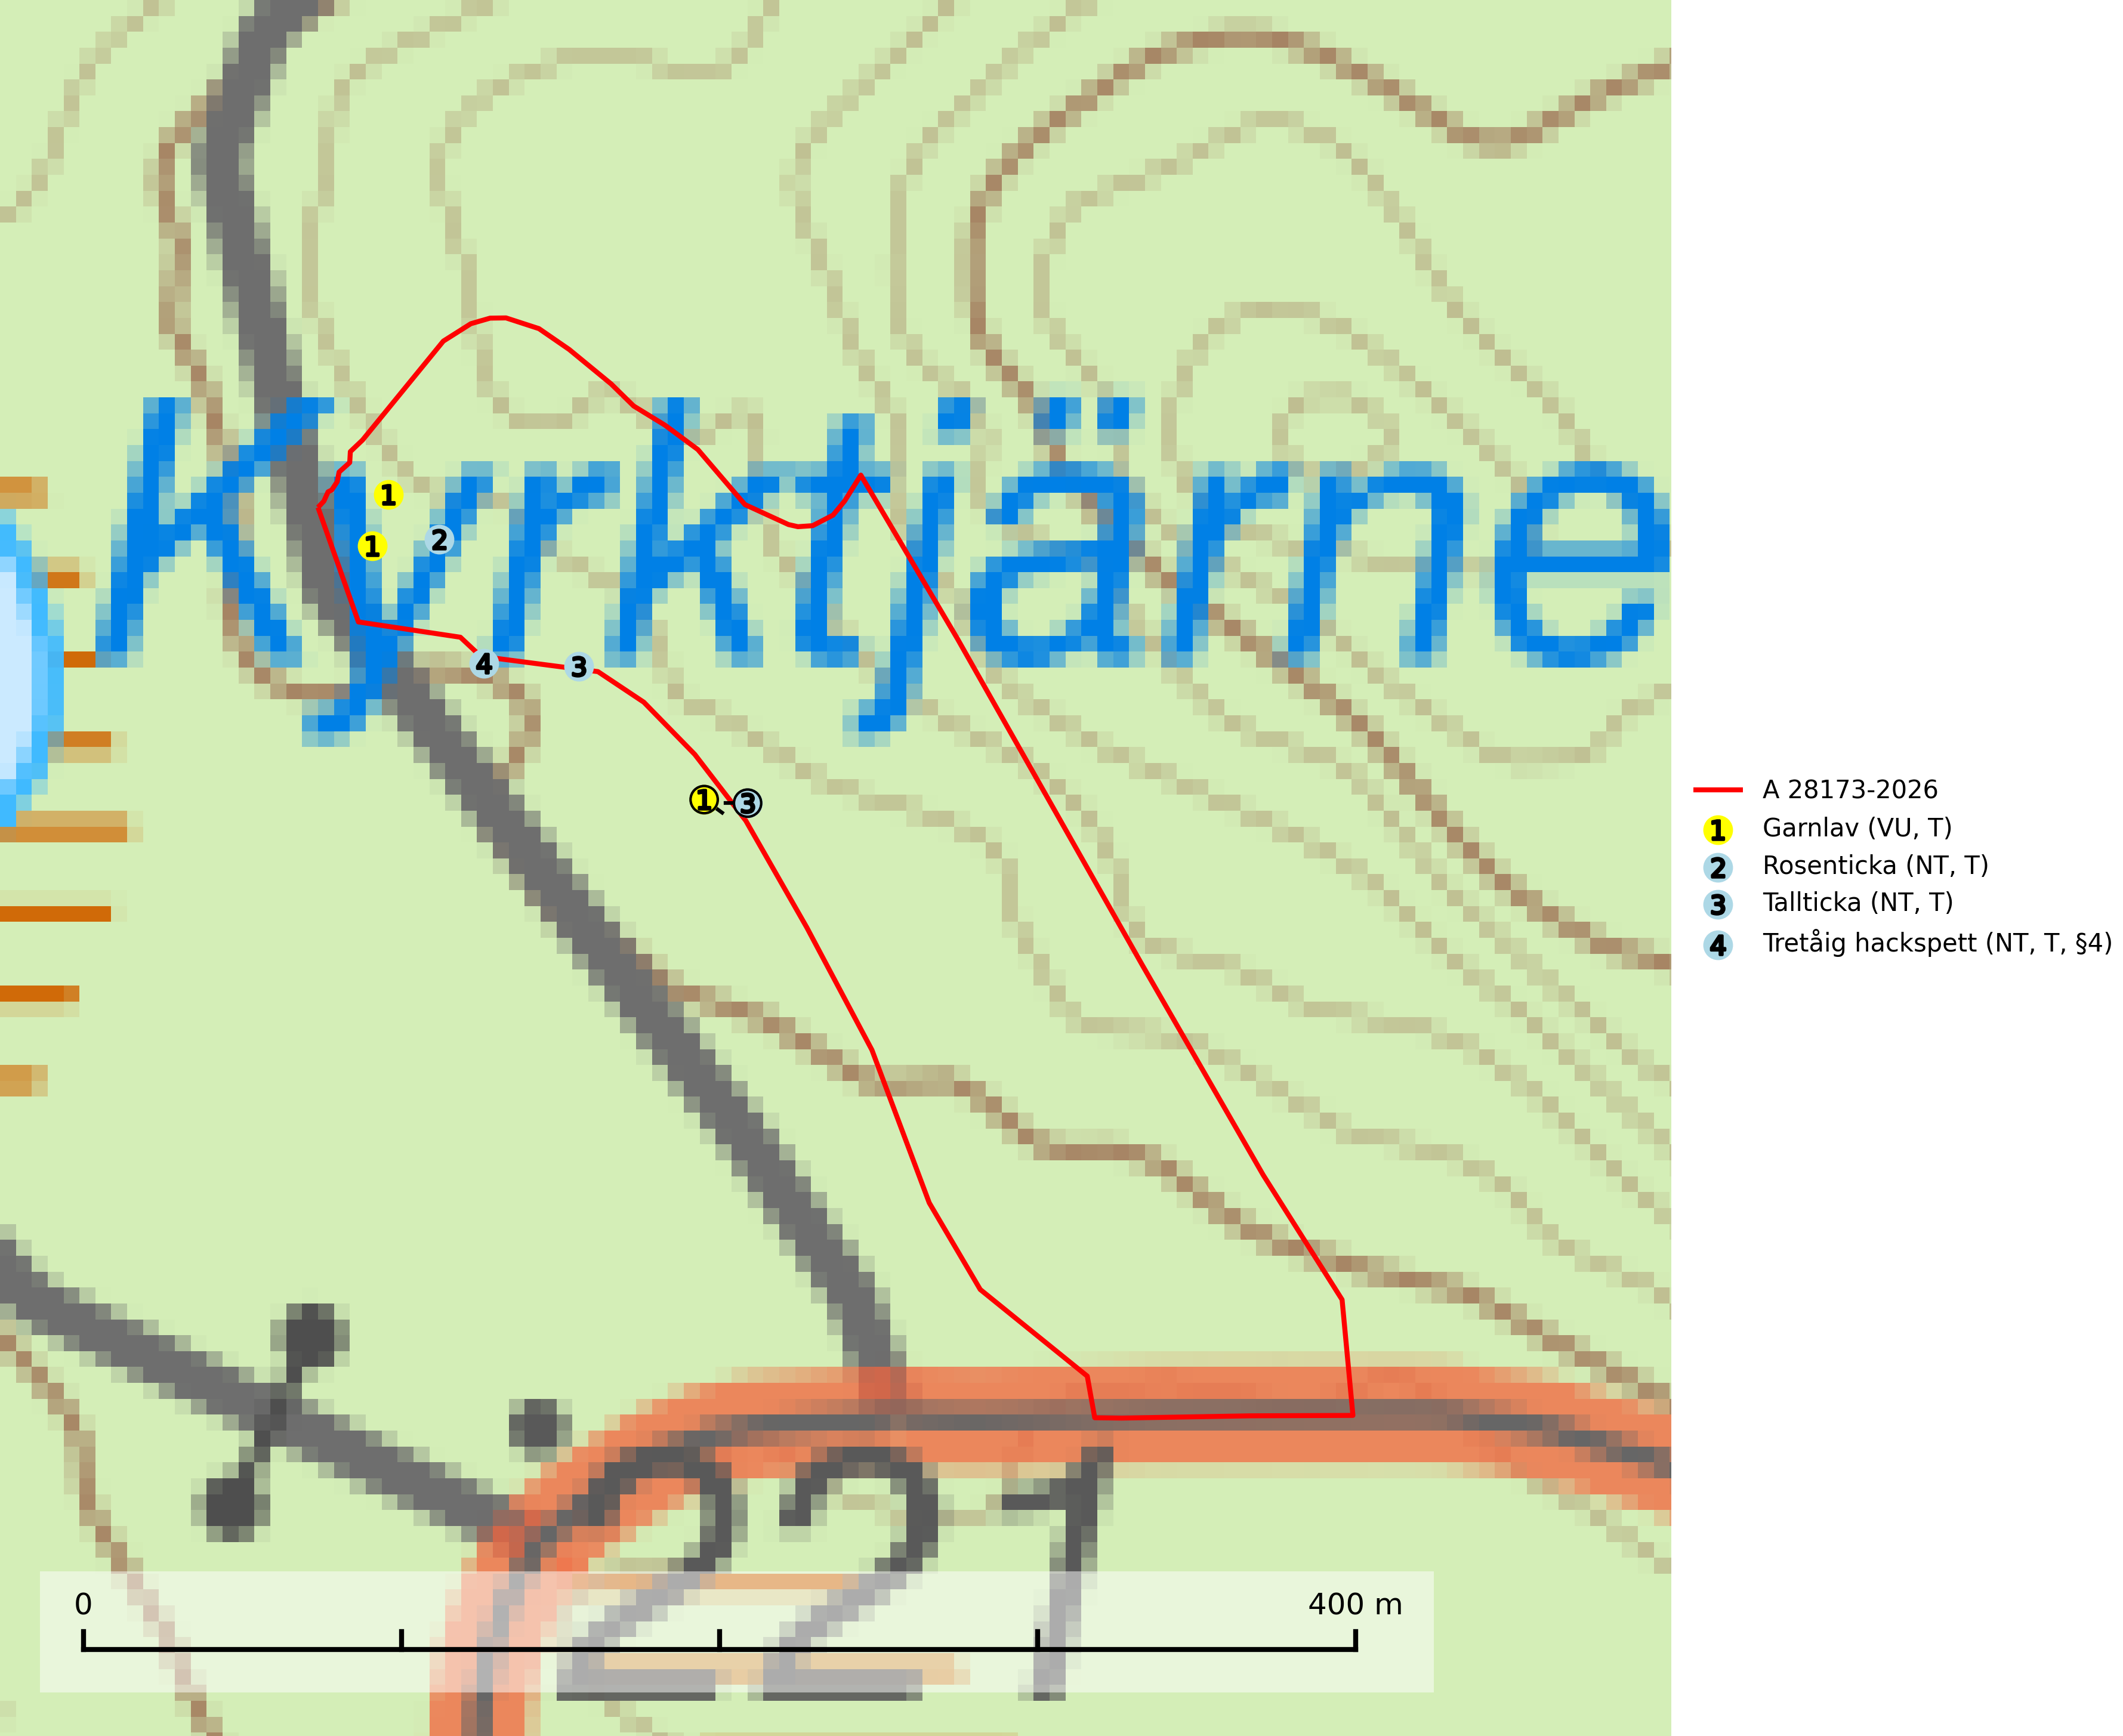 Kyrktjärne
1
1
2
4
3
1
3
221
0
400 m
A 28173-2026
1 Garnlav (VU, T)
2 Rosenticka (NT, T)
3 Tallticka (NT, T)
4 Tretåig hackspett (NT, T, §4)